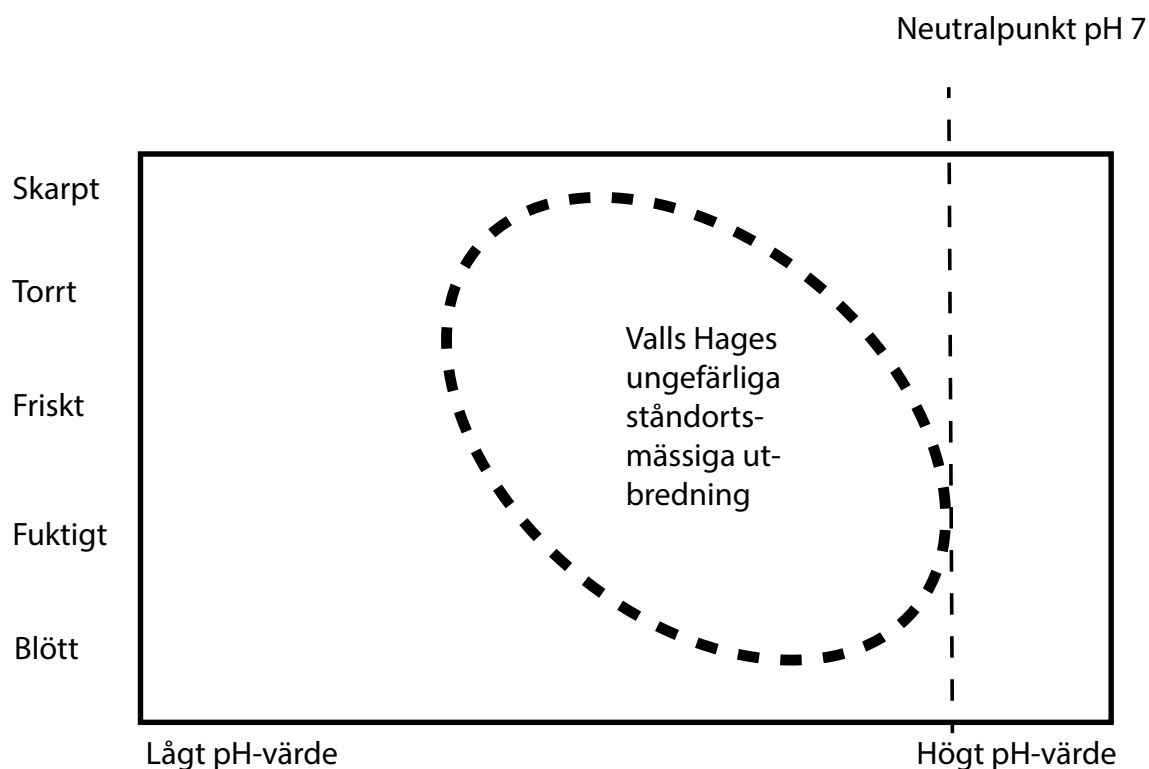 Neutralpunkt pH 7
Skarpt
Torrt
Friskt
Fuktigt
Blött
Valls Hages
ungefärliga
ståndorts-
mässiga ut-
bredning
Lågt pH-värde
Högt pH-värde